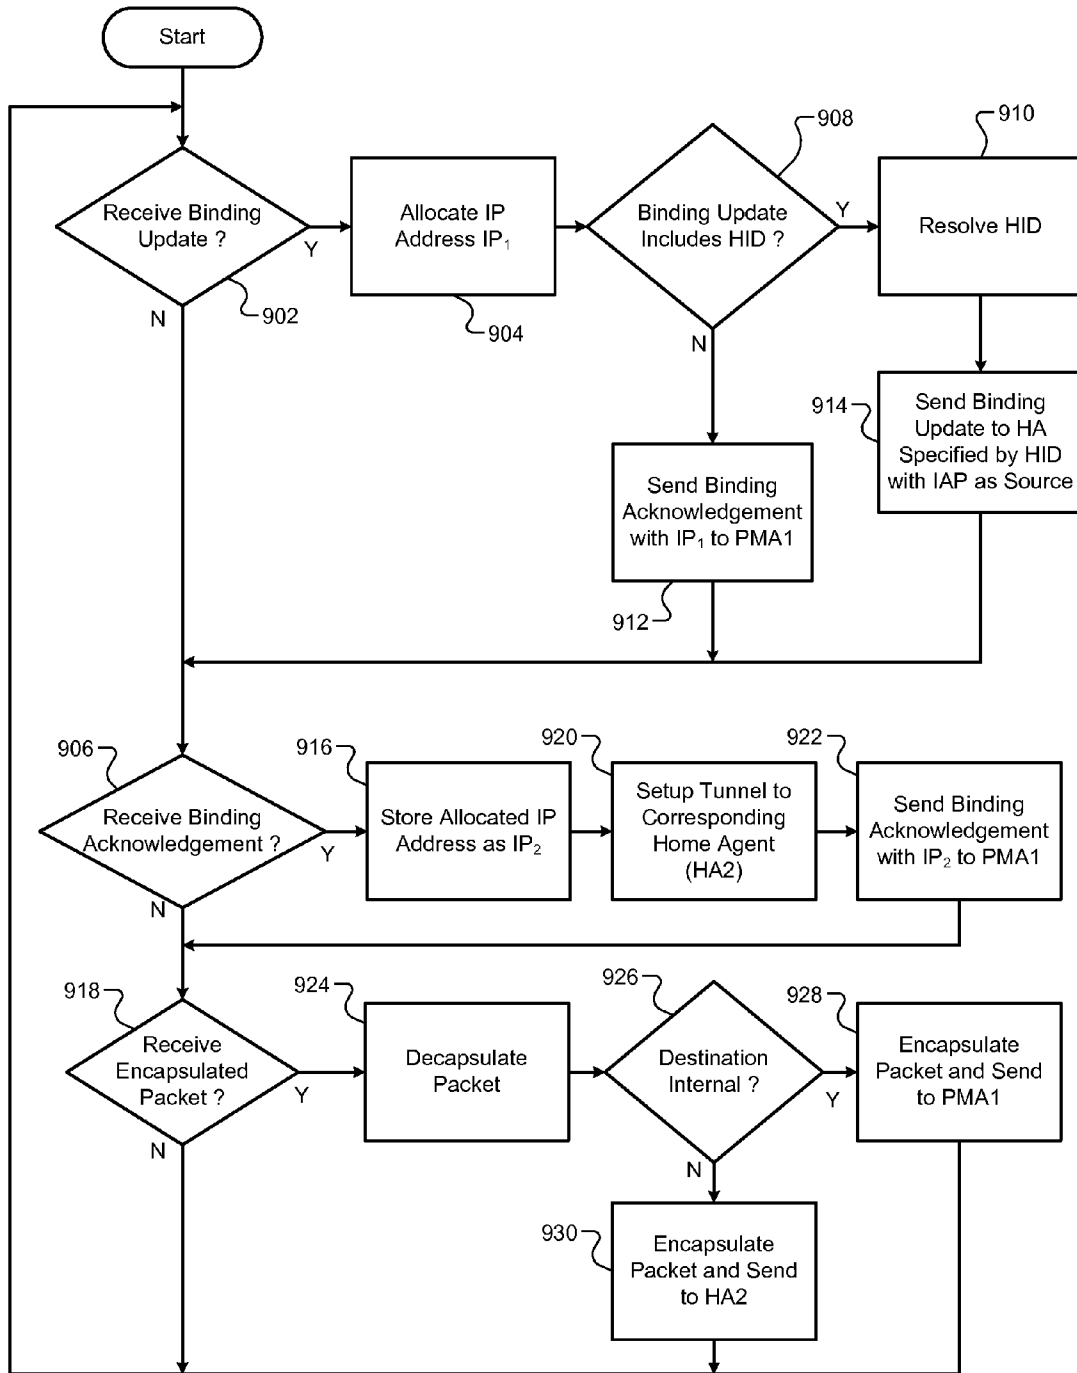 Start
908
910
Receive Binding
Update ?
Y
902
N
Allocate IP
Address IP₁
904
Binding Update
Includes HID ?
Y
N
Resolve HID
914
Send Binding
Update to HA
Specified by HID
with IAP as Source
Send Binding
Acknowledgement
with IP₁ to PMA1
912
906
Receive Binding
Acknowledgement ?
Y
N
916
Store Allocated IP
Address as IP₂
920
Setup Tunnel to
Corresponding
Home Agent
(HA2)
922
Send Binding
Acknowledgement
with IP₂ to PMA1
918
Receive
Encapsulated
Packet ?
Y
N
924
Decapsulate
Packet
926
Destination
Internal ?
Y
N
928
Encapsulate
Packet and Send
to PMA1
930
Encapsulate
Packet and Send
to HA2